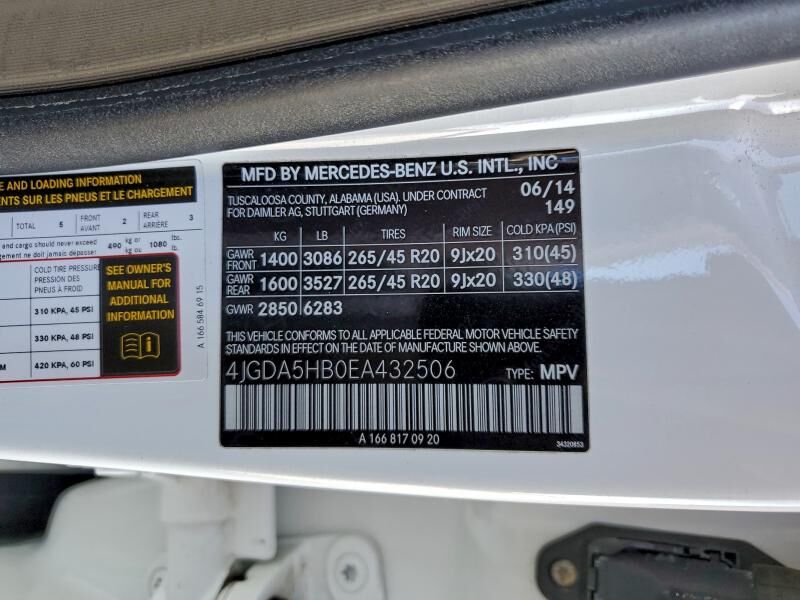 E AND LOADING INFORMATION
ENTS SUR LES PNEUS ET LE CHARGEMENT
TOTAL 5 FRONT AVANT 2 REAR ARRIÈRE 3
and cargo should never exceed 490 kg or 1080 lbs.
gement ne doit jamais dépasser kg ou lb.
COLD TIRE PRESSURE
PRESSION DES PNEUS À FROID
310 KPA, 45 PSI
330 KPA, 48 PSI
420 KPA, 60 PSI
SEE OWNER'S
MANUAL FOR
ADDITIONAL
INFORMATION
A 166 584 69 15
MFD BY MERCEDES-BENZ U.S. INTL., INC
TUSCALOOSA COUNTY, ALABAMA (USA). UNDER CONTRACT 06/14
FOR DAIMLER AG, STUTTGART (GERMANY) 149
KG LB TIRES RIM SIZE COLD KPA (PSI)
GAWR FRONT 1400 3086 265/45 R20 9Jx20 310(45)
GAWR REAR 1600 3527 265/45 R20 9Jx20 330(48)
GVWR 2850 6283
THIS VEHICLE CONFORMS TO ALL APPLICABLE FEDERAL MOTOR VEHICLE SAFETY
STANDARDS IN EFFECT ON THE DATE OF MANUFACTURE SHOWN ABOVE.
4JGDA5HB0EA432506 TYPE: MPV
A 166 817 09 20
34320853